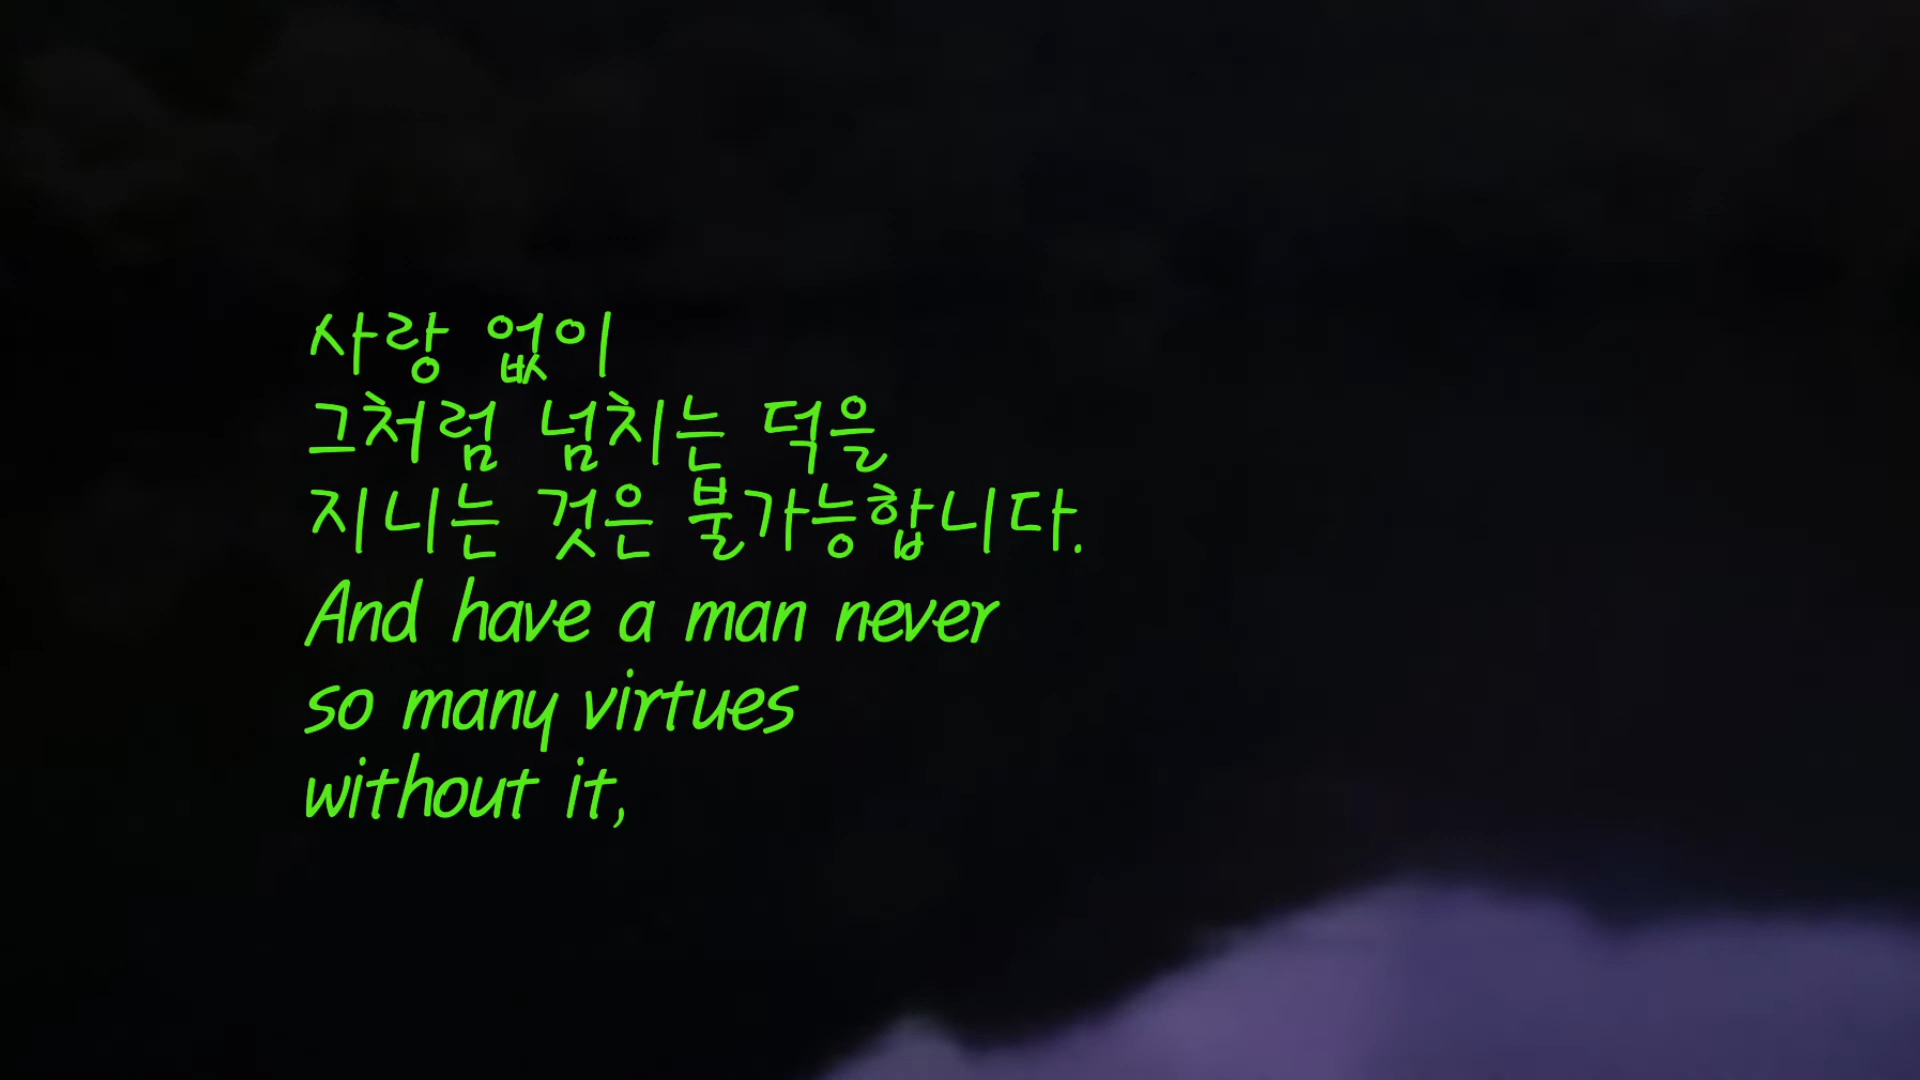 사랑 없이
그처럼 넘치는 덕을
지니는 것은 불가능합니다.
And have a man never
so many virtues
without it,